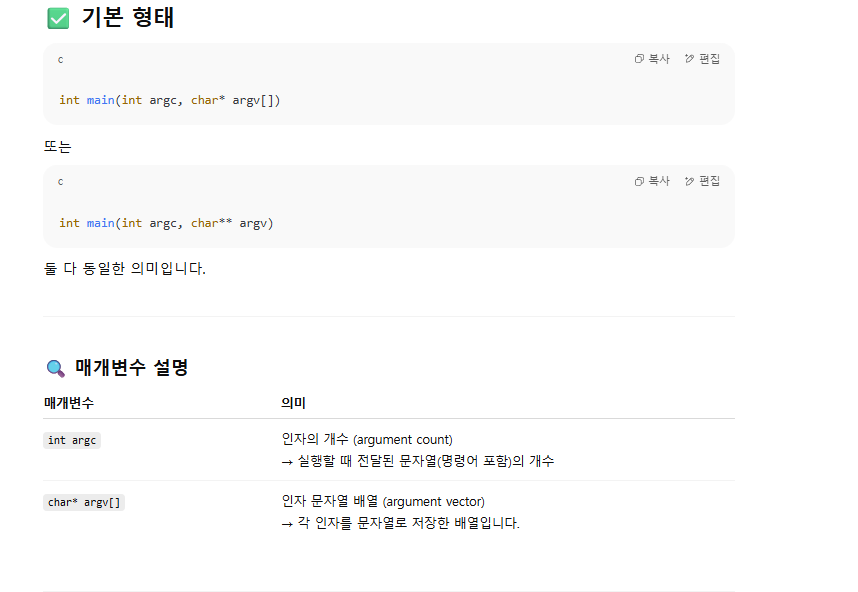 ✅ 기본 형태
c 복사 편집
int main(int argc, char* argv[])
또는
c 복사 편집
int main(int argc, char** argv)
둘 다 동일한 의미입니다.
🔍 매개변수 설명
매개변수 의미
int argc 인자의 개수 (argument count)
→ 실행할 때 전달된 문자열(명령어 포함)의 개수
char* argv[] 인자 문자열 배열 (argument vector)
→ 각 인자를 문자열로 저장한 배열입니다.